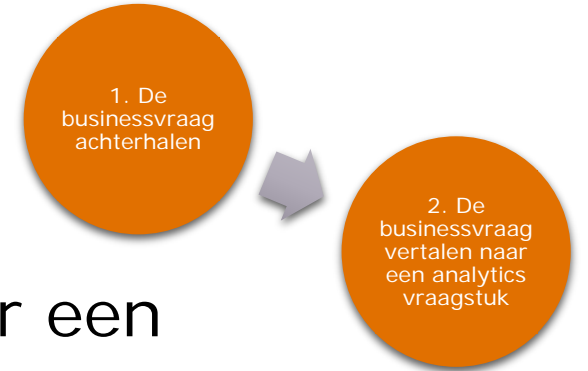 1. De
businessvraag
achterhalen
2. De
businessvraag
vertalen naar
een analytics
vraagstuk
r een